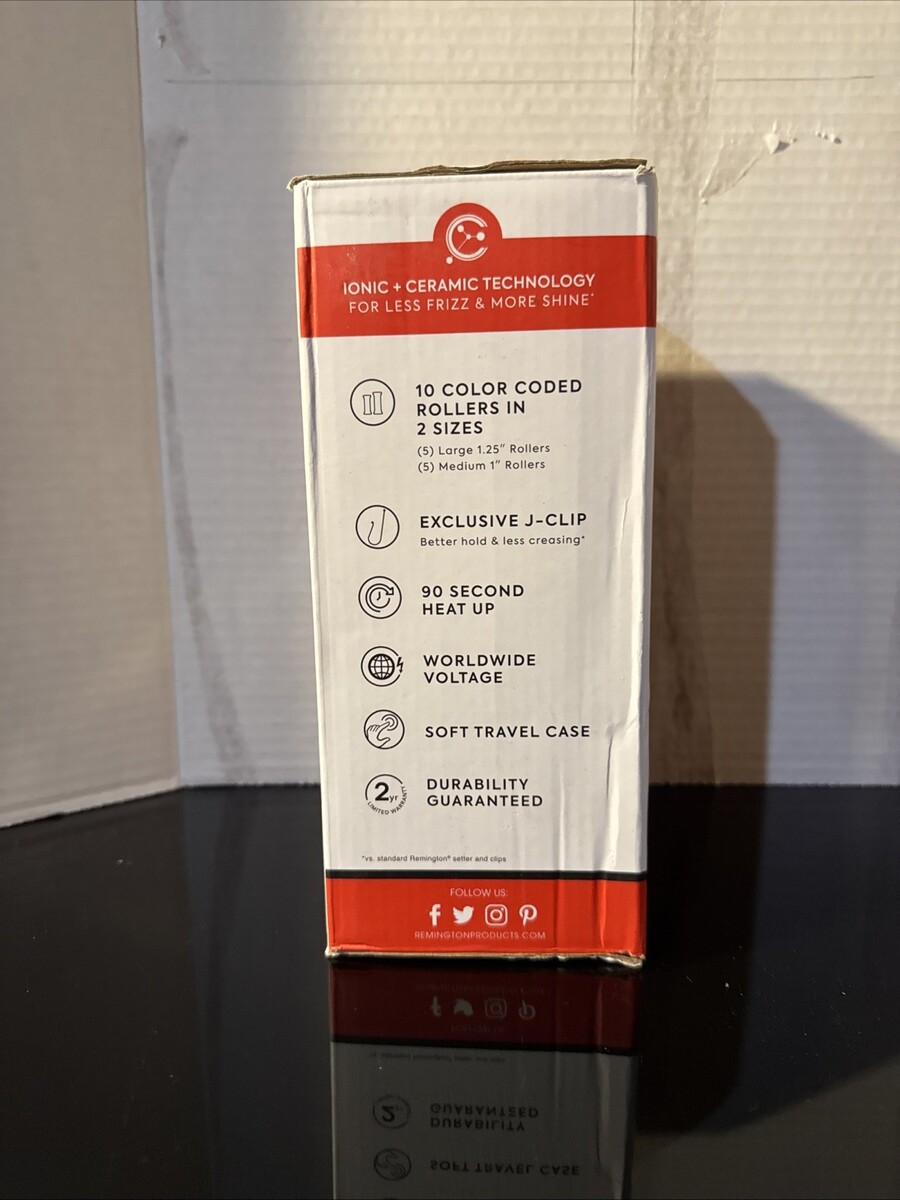 IONIC + CERAMIC TECHNOLOGY
FOR LESS FRIZZ & MORE SHINE*
10 COLOR CODED
ROLLERS IN
2 SIZES
(5) Large 1.25" Rollers
(5) Medium 1" Rollers
EXCLUSIVE J-CLIP
Better hold & less creasing*
90 SECOND
HEAT UP
WORLDWIDE
VOLTAGE
SOFT TRAVEL CASE
2yr
LIMITED WARRANTY
DURABILITY
GUARANTEED
*vs. standard Remington® setter and clips
FOLLOW US:
REMINGTONPRODUCTS.COM